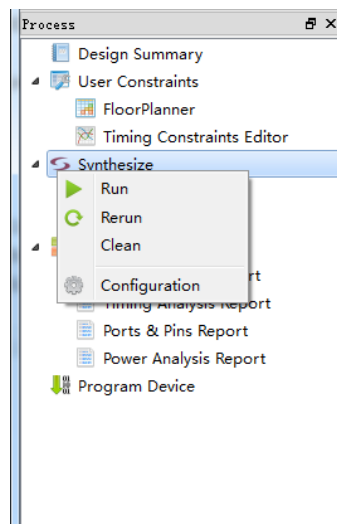 Process
Design Summary
User Constraints
FloorPlanner
Timing Constraints Editor
Synthesize
Run
Rerun
Clean
Configuration
Timing Analysis Report
Ports & Pins Report
Power Analysis Report
Program Device